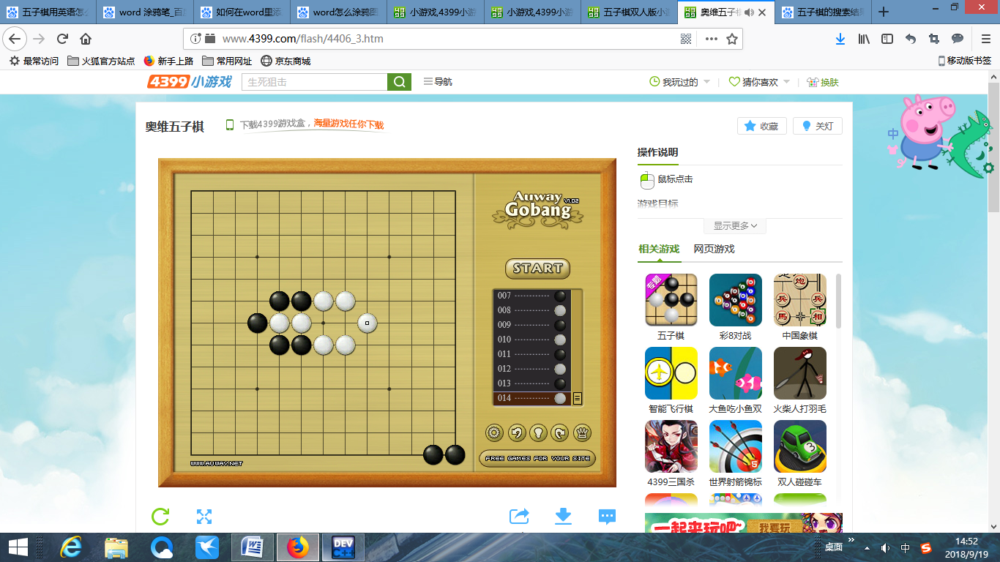 五子棋用英语怎么
word 涂鸦笔_百
如何在word里添
word怎么涂鸦图
小游戏,4399小游
小游戏,4399小游
五子棋双人版小游
奥维五子棋
五子棋的搜索结果
www.4399.com/flash/4406_3.htm
最常访问
火狐官方站点
新手上路
常用网址
京东商城
移动版书签
4399小游戏
生死狙击
导航
我玩过的
猜你喜欢
换肤
奥维五子棋
下载4399游戏盒，海量游戏任你下载
收藏
关灯
中
操作说明
鼠标点击
游戏目标
显示更多
Auway V1.02
Gobang
START
007
008
009
010
011
012
013
014
FREE GAMES FOR YOUR SITE
WWW.AUWAY.NET
相关游戏
网页游戏
专题
炮
兵
兵
馬
相
五子棋
彩8对战
中国象棋
智能飞行棋
大鱼吃小鱼双
火柴人打羽毛
4399三国杀
世界射箭锦标
双人碰碰车
一起来玩吧~
我要玩
DEV
C++
桌面
中
14:52
2018/9/19